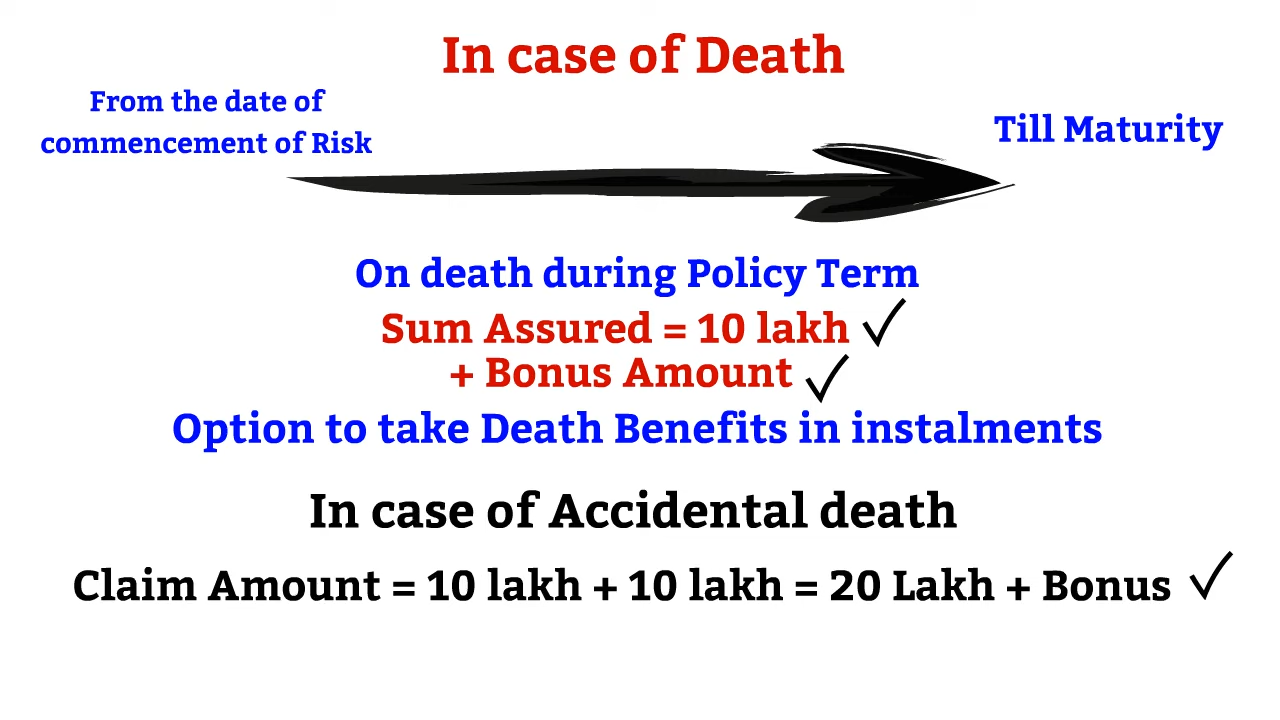 In case of Death
From the date of
commencement of Risk
Till Maturity
On death during Policy Term
Sum Assured = 10 lakh
+ Bonus Amount
Option to take Death Benefits in instalments
In case of Accidental death
Claim Amount = 10 lakh + 10 lakh = 20 Lakh + Bonus